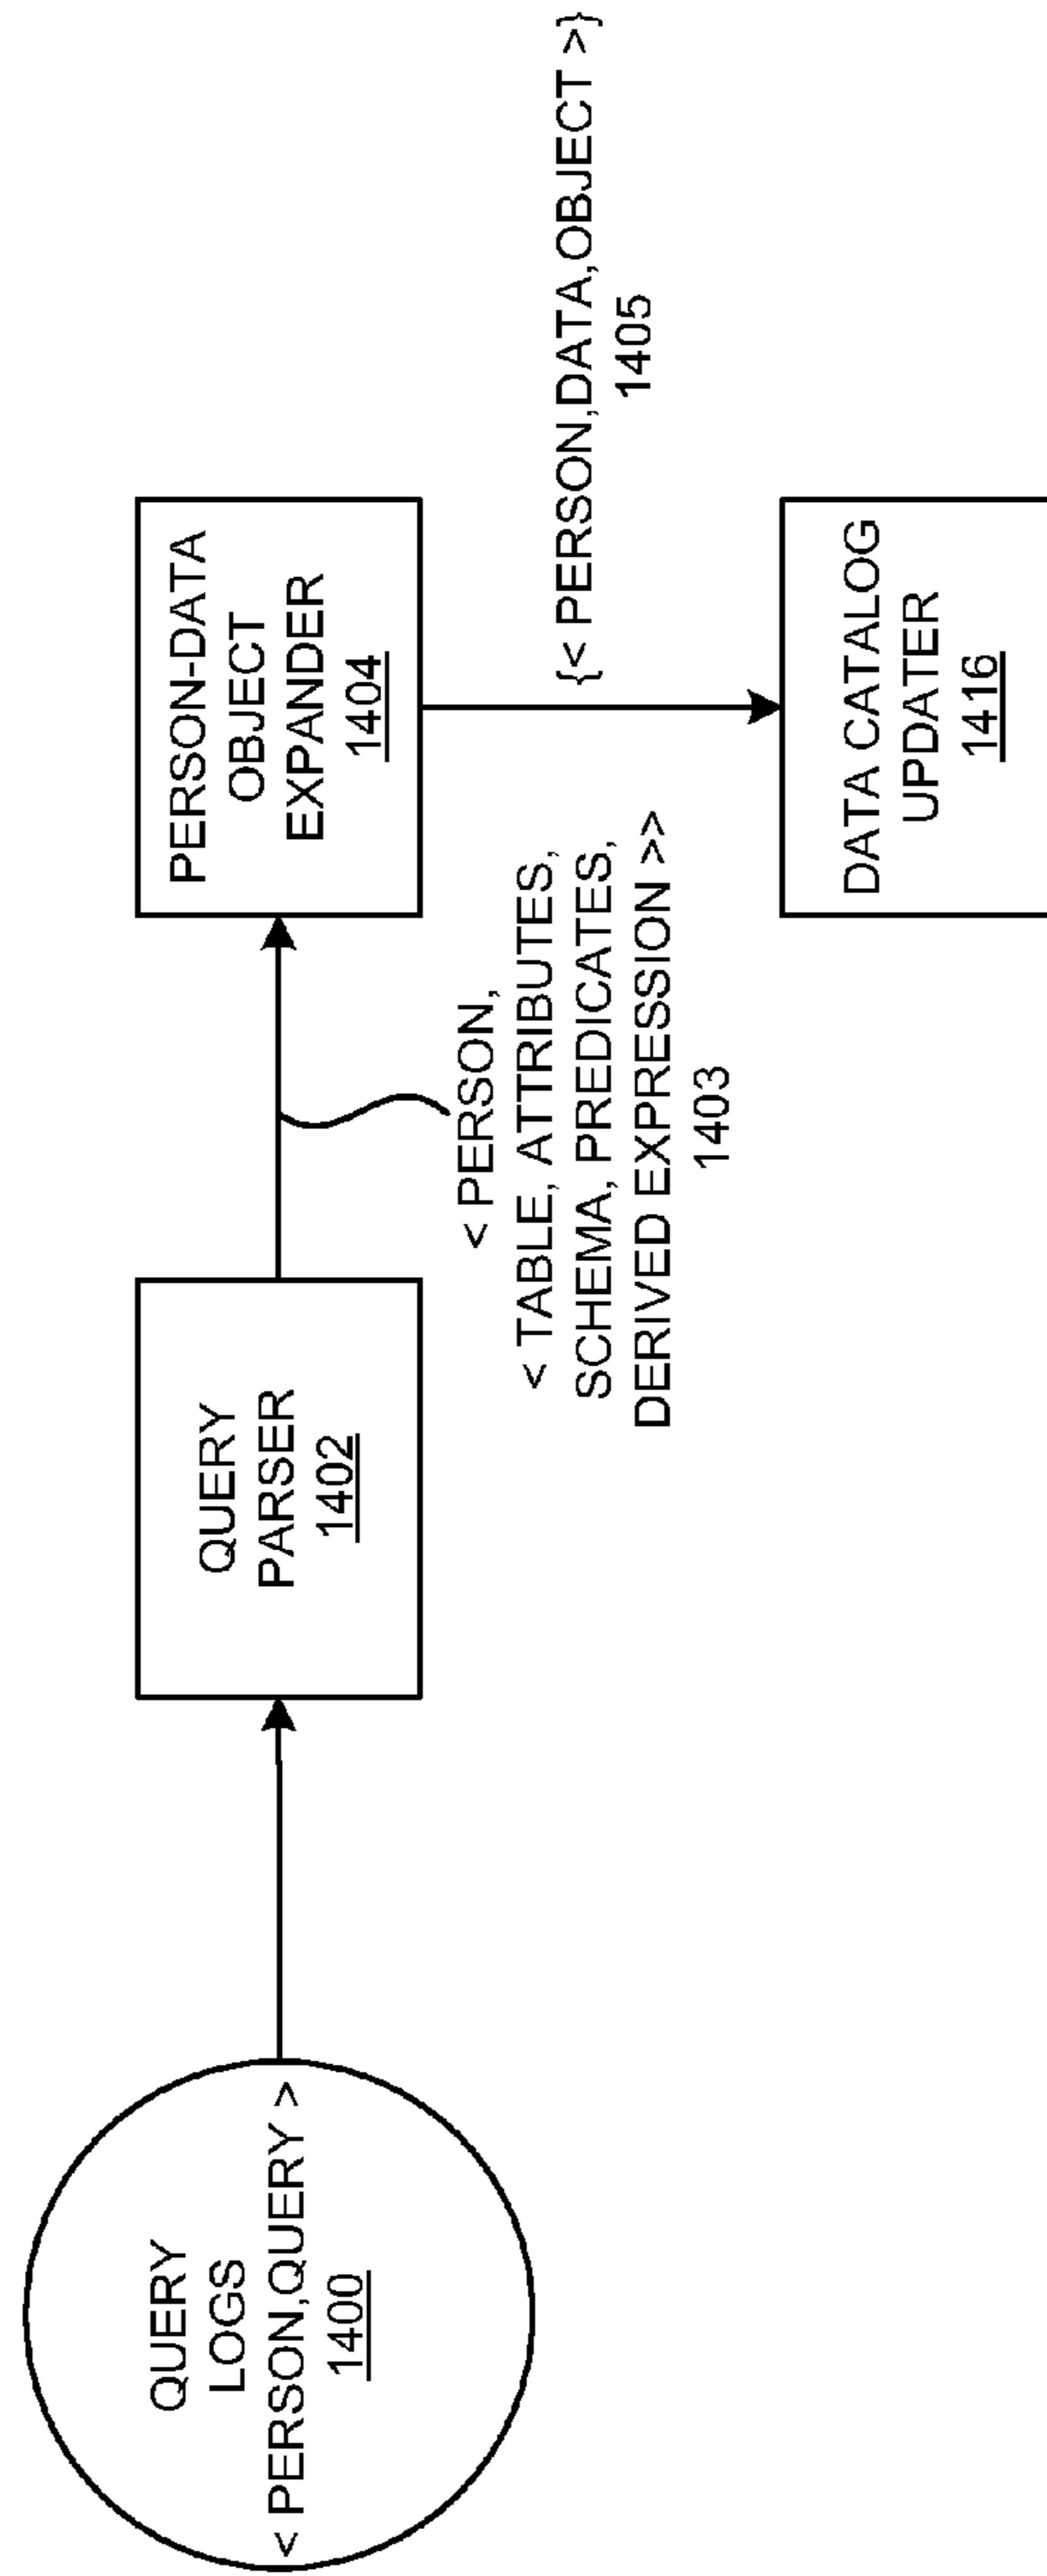 QUERY
LOGS
< PERSON,QUERY >
1400
QUERY
PARSER
1402
< PERSON,
< TABLE, ATTRIBUTES,
SCHEMA, PREDICATES,
DERIVED EXPRESSION >>
1403
PERSON-DATA
OBJECT
EXPANDER
1404
{< PERSON,DATA,OBJECT >}
1405
DATA CATALOG
UPDATER
1416